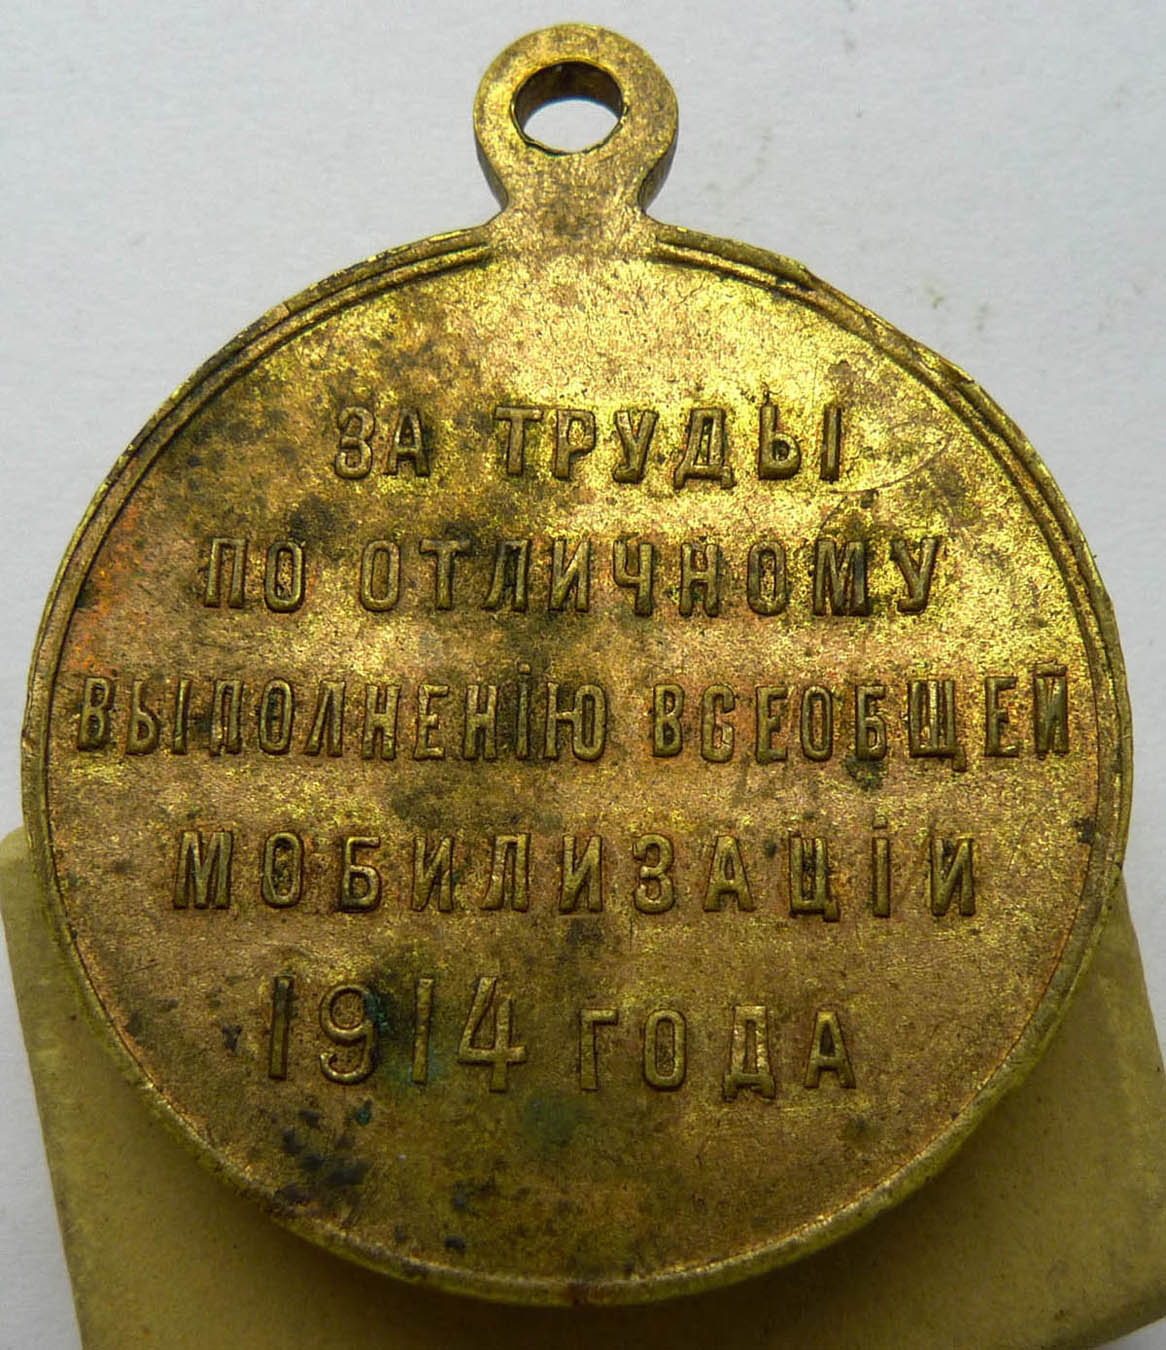 ЗА ТРУДЫ
ПО ОТЛИЧНОМУ
ВЫПОЛНЕНІЮ ВСЕОБЩЕЙ
МОБИЛИЗАЦІИ
1914 ГОДА